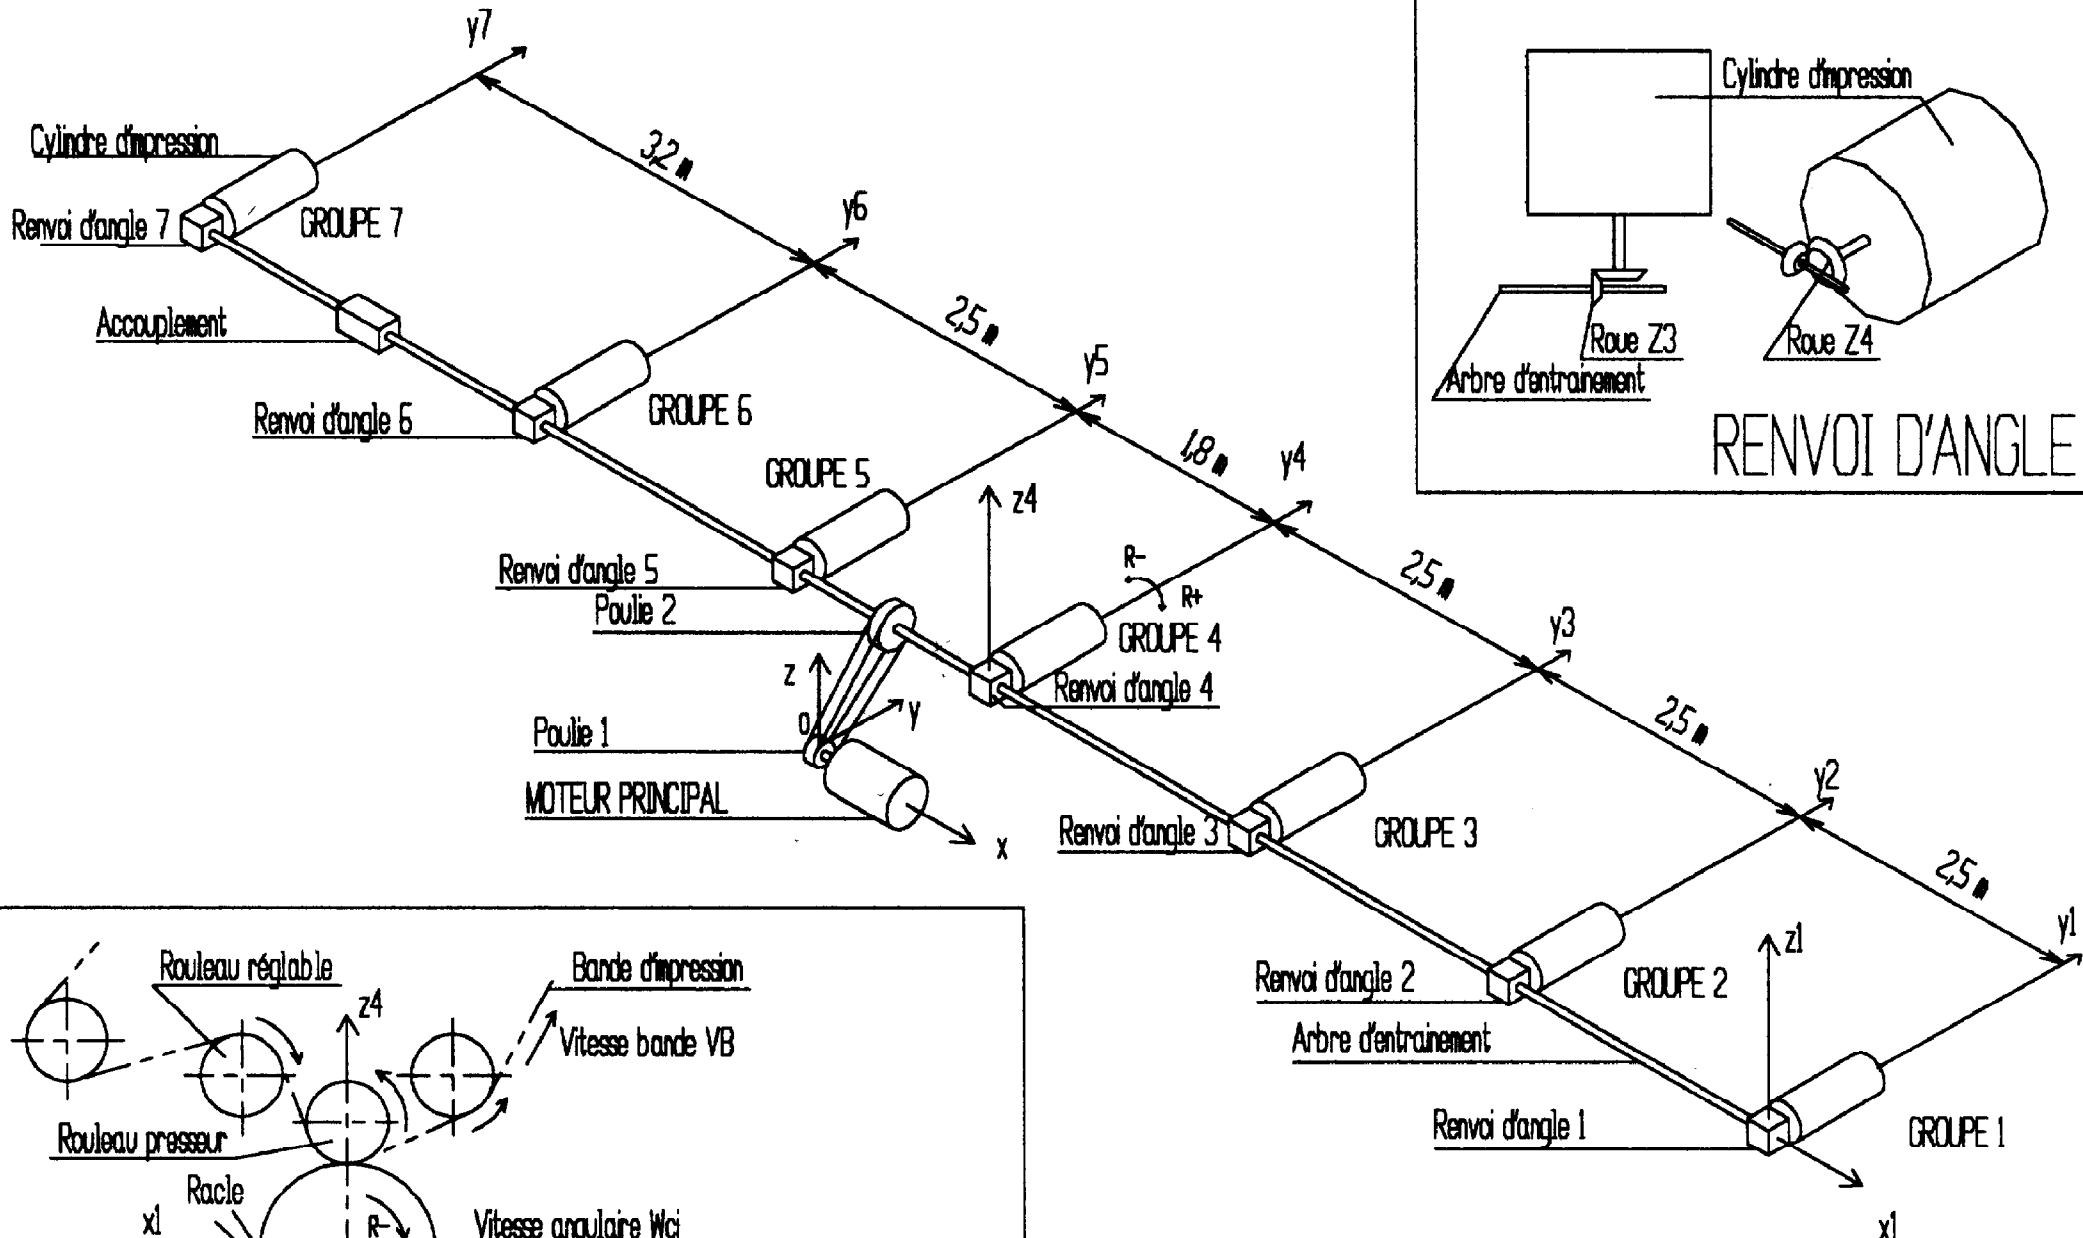 y7
Cylindre d'impression
3,2 m
Cylindre d'impression
Renvoi d'angle 7
GROUPE 7
y6
Accouplement
2,5 m
Roue Z3
Roue Z4
y5
Arbre d'entrainement
Renvoi d'angle 6
GROUPE 6
RENVOI D'ANGLE
1,8 m
y4
GROUPE 5
z4
Renvoi d'angle 5
R-
2,5 m
Poulie 2
R+
GROUPE 4
y3
z
Renvoi d'angle 4
o
y
Poulie 1
2,5 m
MOTEUR PRINCIPAL
y2
x
Renvoi d'angle 3
GROUPE 3
2,5 m
y1
z1
Rouleau réglable
Bande d'impression
Renvoi d'angle 2
GROUPE 2
z4
Vitesse bande VB
Arbre d'entrainement
Rouleau presseur
Renvoi d'angle 1
GROUPE 1
Racle
x1
R-
Vitesse angulaire Wci
x1